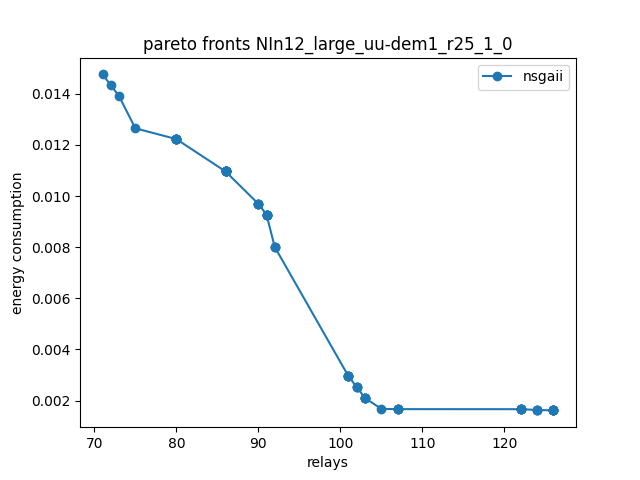 pareto fronts NIn12_large_uu-dem1_r25_1_0
nsgaii
energy consumption
0.014
0.012
0.010
0.008
0.006
0.004
0.002
70 80 90 100 110 120
relays